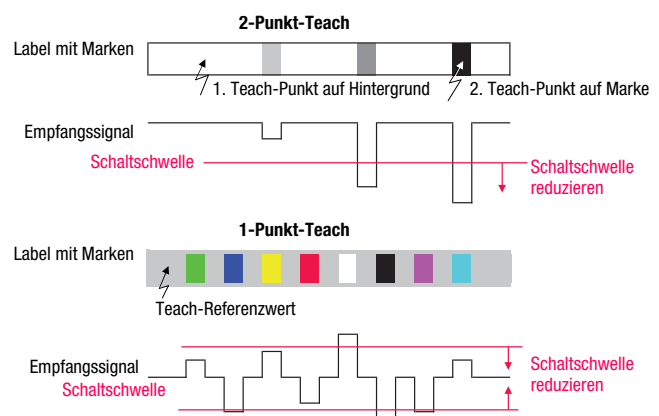 2-Punkt-Teach
Label mit Marken
1. Teach-Punkt auf Hintergrund
2. Teach-Punkt auf Marke
Empfangssignal
Schaltschwelle
Schaltschwelle
reduzieren
1-Punkt-Teach
Label mit Marken
Teach-Referenzwert
Empfangssignal
Schaltschwelle
Schaltschwelle
reduzieren